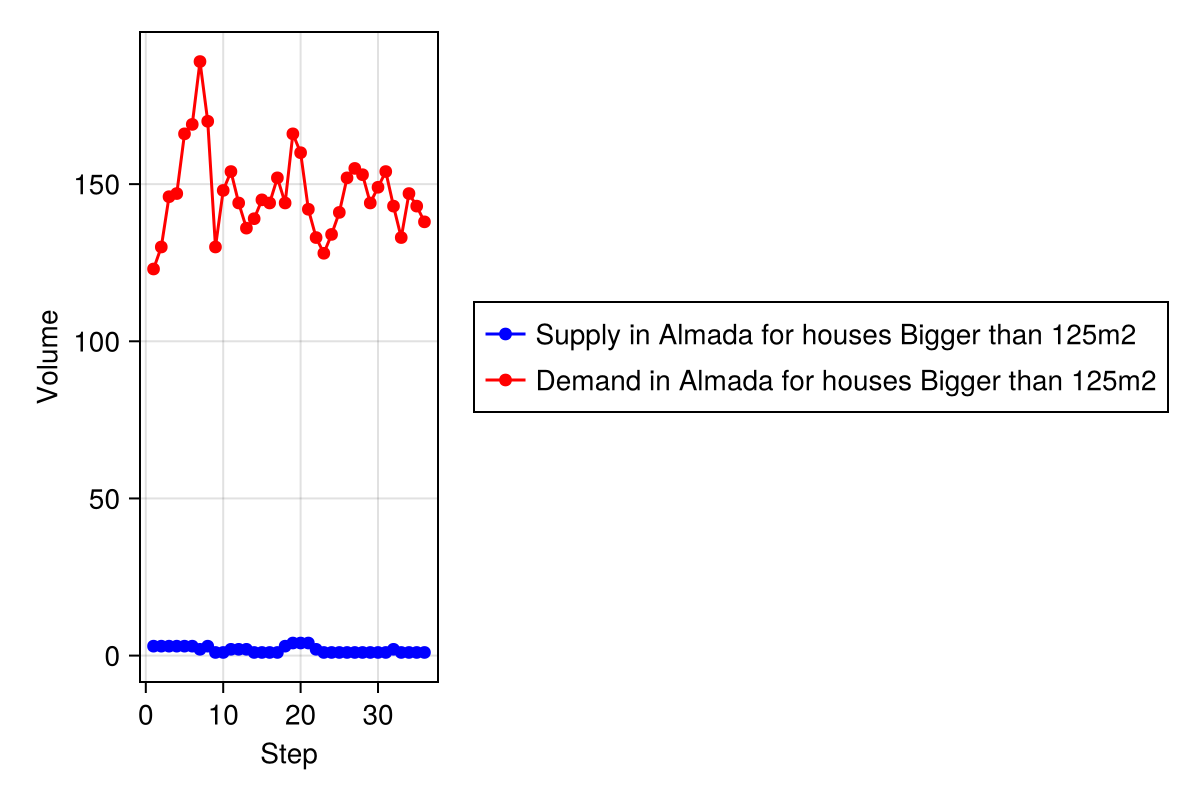 150
100
50
0
Volume
0 10 20 30
Step
Supply in Almada for houses Bigger than 125m2
Demand in Almada for houses Bigger than 125m2